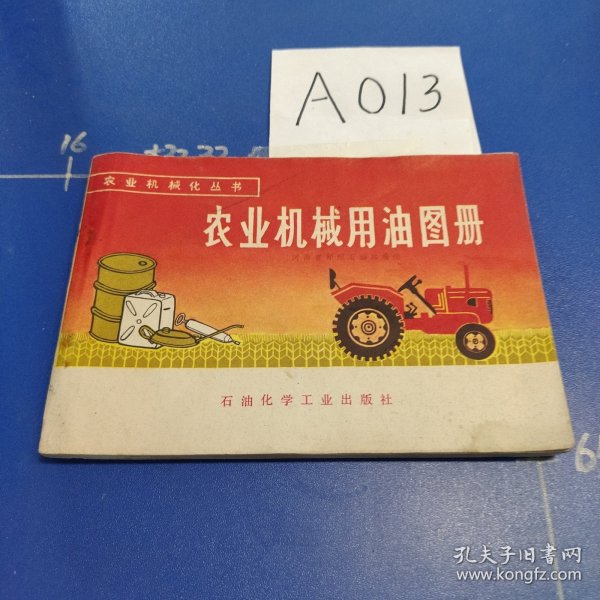 A013
16
农业机械化丛书
农业机械用油图册
石油化学工业出版社
孔夫子旧书网
www.kongfz.com